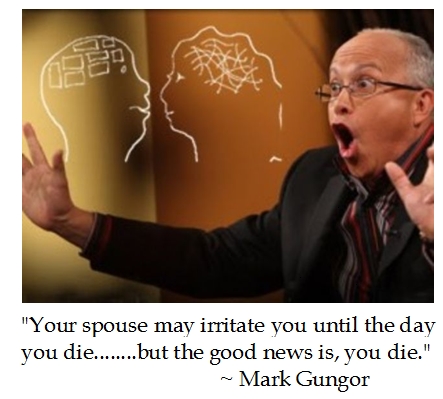 "Your spouse may irritate you until the day
you die........but the good news is, you die."
~ Mark Gungor